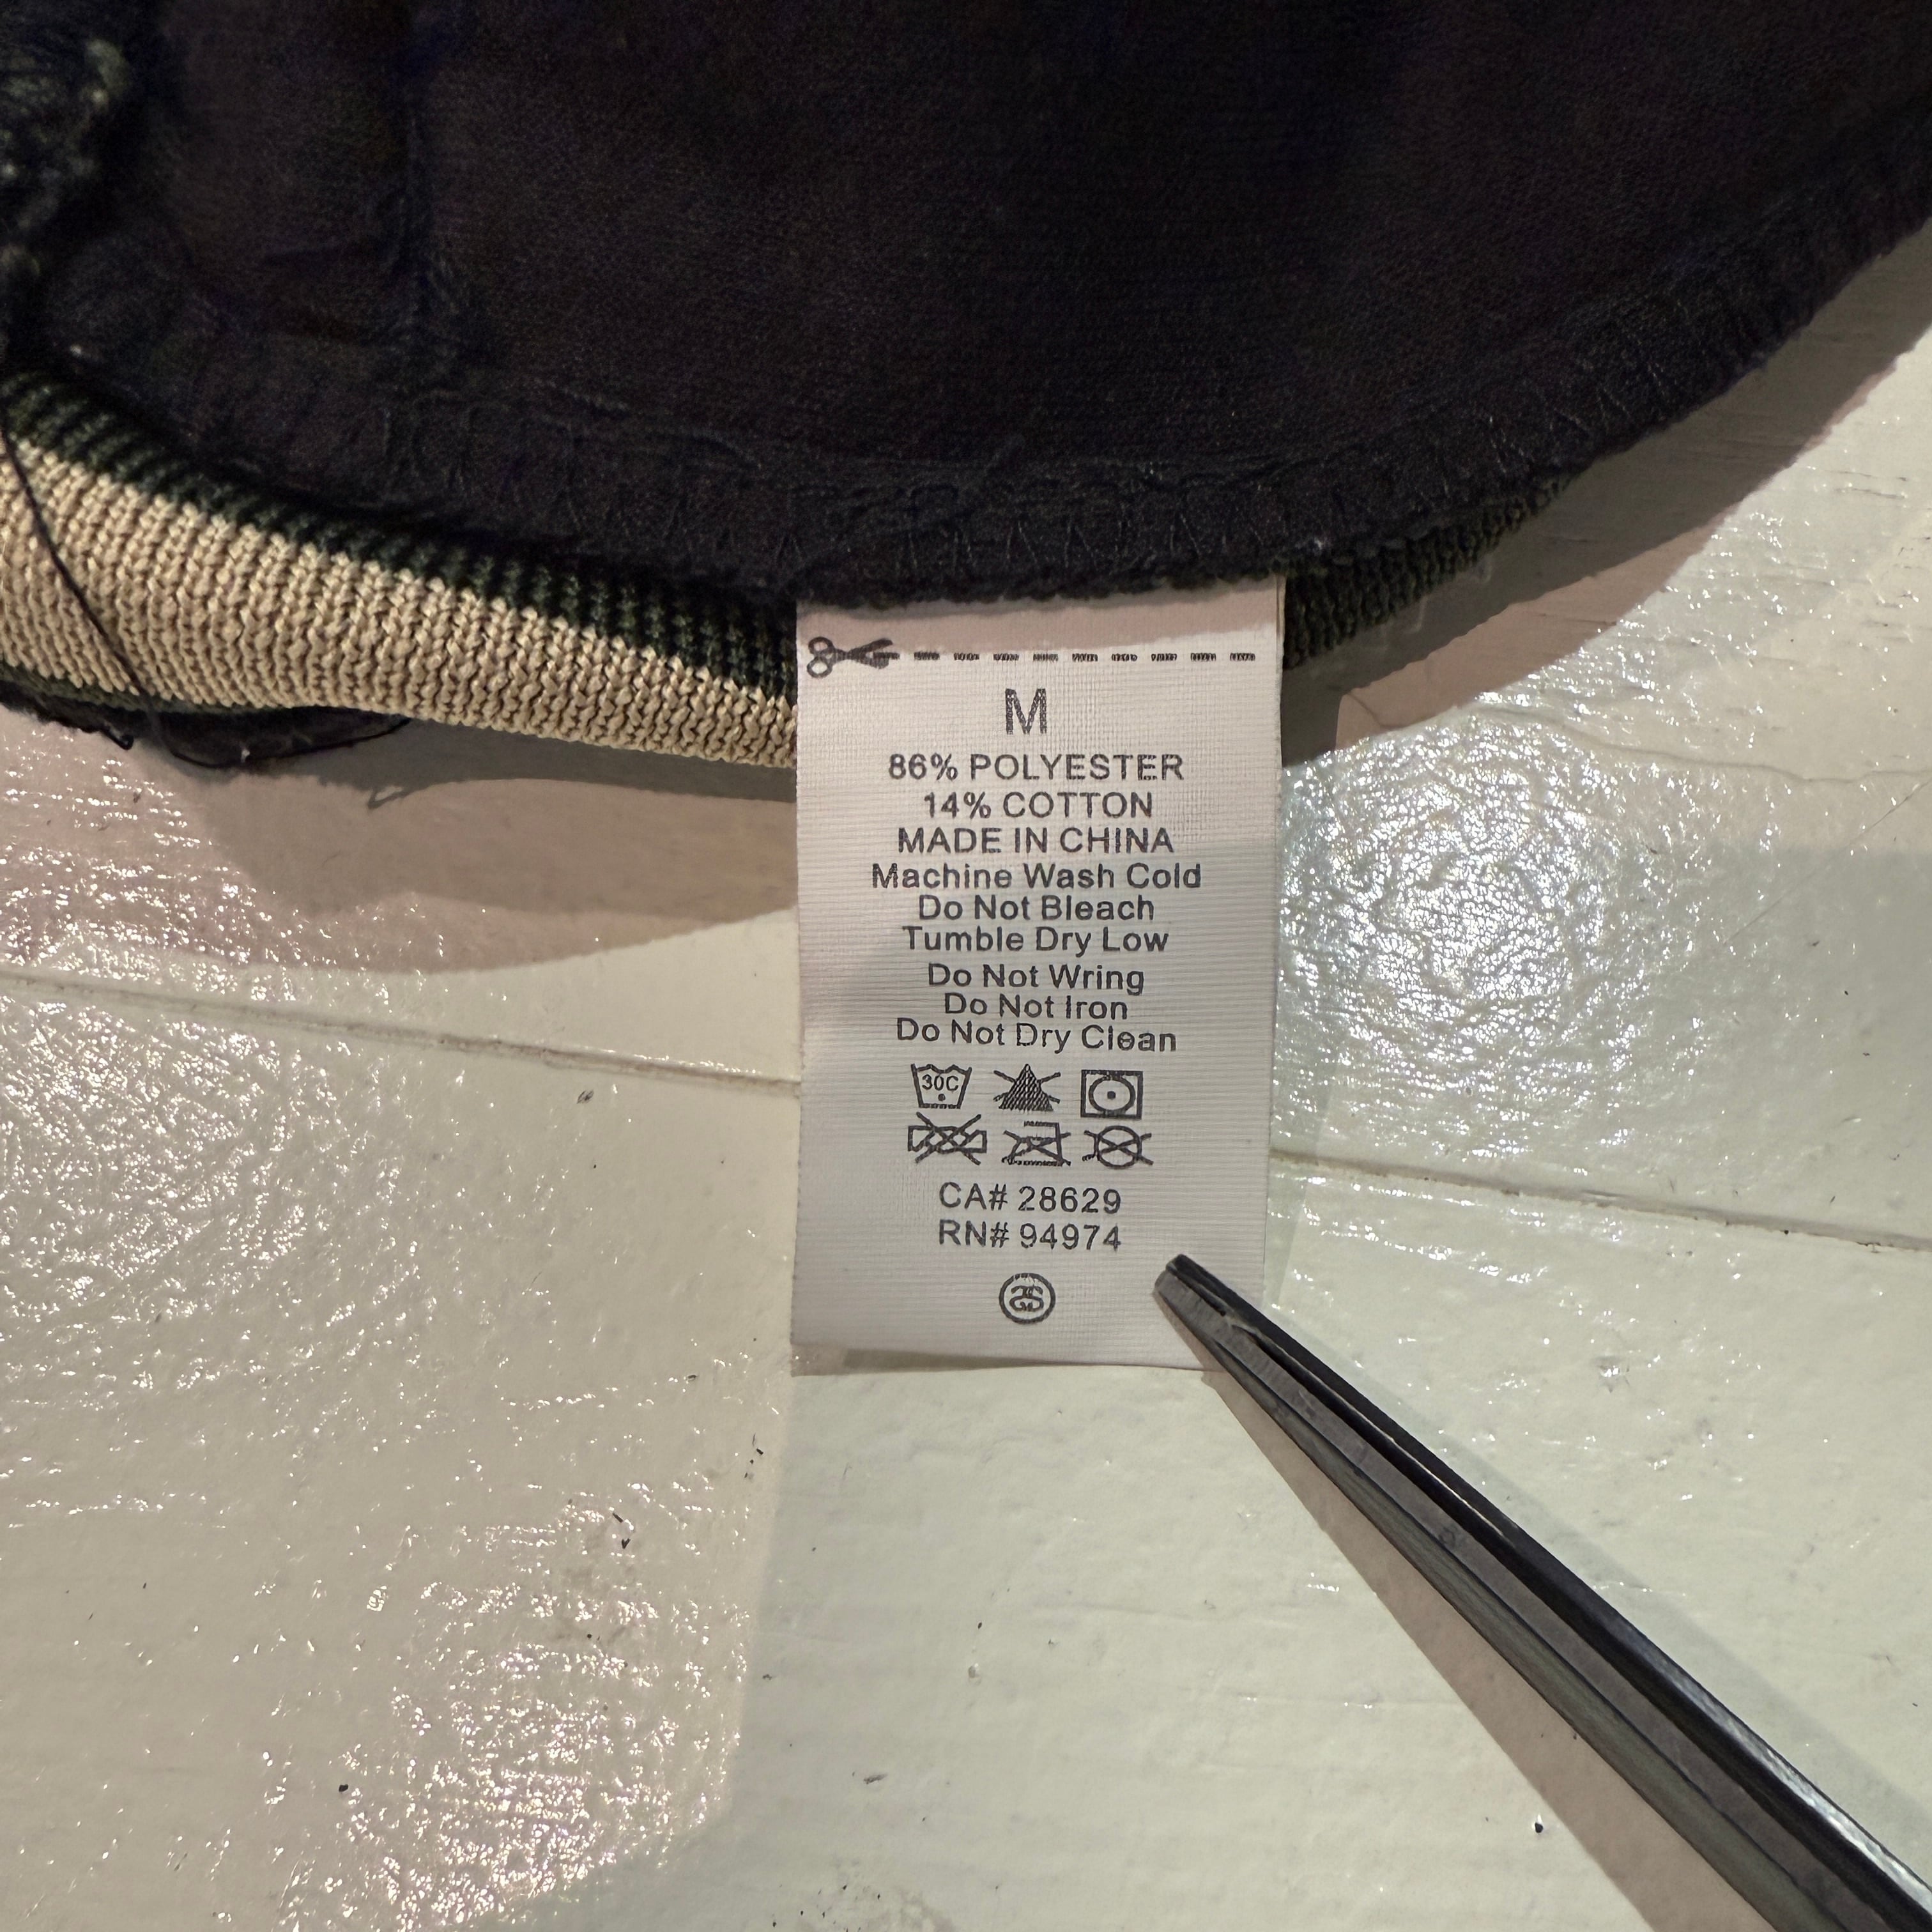 M
86% POLYESTER
14% COTTON
MADE IN CHINA
Machine Wash Cold
Do Not Bleach
Tumble Dry Low
Do Not Wring
Do Not Iron
Do Not Dry Clean
30C
CA# 28629
RN# 94974